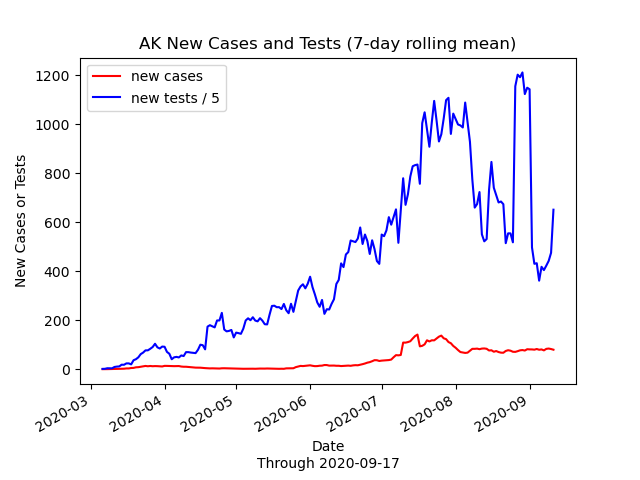 AK New Cases and Tests (7-day rolling mean)
new cases
new tests / 5
New Cases or Tests
1200
1000
800
600
400
200
0
2020-03
2020-04
2020-05
2020-06
2020-07
2020-08
2020-09
Date
Through 2020-09-17